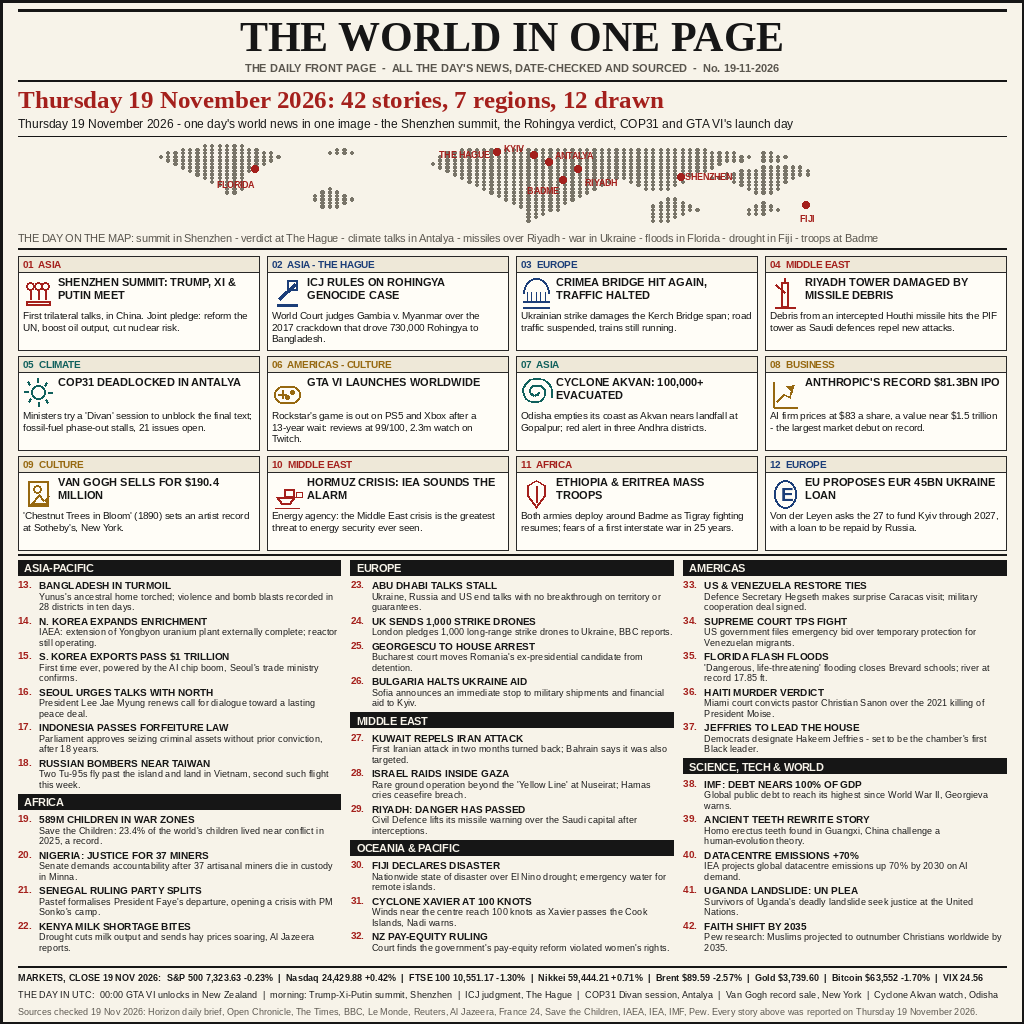 THE WORLD IN ONE PAGE
THE DAILY FRONT PAGE - ALL THE DAY'S NEWS, DATE-CHECKED AND SOURCED - No. 19-11-2026
Thursday 19 November 2026: 42 stories, 7 regions, 12 drawn
Thursday 19 November 2026 - one day's world news in one image - the Shenzhen summit, the Rohingya verdict, COP31 and GTA VI's launch day
THE HAGUE
KYIV
ANTALYA
FLORIDA
BADME
RIYADH
SHENZHEN
FIJI
THE DAY ON THE MAP: summit in Shenzhen - verdict at The Hague - climate talks in Antalya - missiles over Riyadh - war in Ukraine - floods in Florida - drought in Fiji - troops at Badme
01 ASIA
SHENZHEN SUMMIT: TRUMP, XI &
PUTIN MEET
First trilateral talks, in China. Joint pledge: reform the
UN, boost oil output, cut nuclear risk.
02 ASIA - THE HAGUE
ICJ RULES ON ROHINGYA
GENOCIDE CASE
World Court judges Gambia v. Myanmar over the
2017 crackdown that drove 730,000 Rohingya to
Bangladesh.
03 EUROPE
CRIMEA BRIDGE HIT AGAIN,
TRAFFIC HALTED
Ukrainian strike damages the Kerch Bridge span; road
traffic suspended, trains still running.
04 MIDDLE EAST
RIYADH TOWER DAMAGED BY
MISSILE DEBRIS
Debris from an intercepted Houthi missile hits the PIF
tower as Saudi defences repel new attacks.
05 CLIMATE
COP31 DEADLOCKED IN ANTALYA
Ministers try a 'Divan' session to unblock the final text;
fossil-fuel phase-out stalls, 21 issues open.
06 AMERICAS - CULTURE
GTA VI LAUNCHES WORLDWIDE
Rockstar's game is out on PS5 and Xbox after a
13-year wait: reviews at 99/100, 2.3m watch on
Twitch.
07 ASIA
CYCLONE AKVAN: 100,000+
EVACUATED
Odisha empties its coast as Akvan nears landfall at
Gopalpur; red alert in three Andhra districts.
08 BUSINESS
ANTHROPIC'S RECORD $81.3BN IPO
AI firm prices at $83 a share, a value near $1.5 trillion
- the largest market debut on record.
09 CULTURE
VAN GOGH SELLS FOR $190.4
MILLION
'Chestnut Trees in Bloom' (1890) sets an artist record
at Sotheby's, New York.
10 MIDDLE EAST
HORMUZ CRISIS: IEA SOUNDS THE
ALARM
Energy agency: the Middle East crisis is the greatest
threat to energy security ever seen.
11 AFRICA
ETHIOPIA & ERITREA MASS
TROOPS
Both armies deploy around Badme as Tigray fighting
resumes; fears of a first interstate war in 25 years.
12 EUROPE
E
EU PROPOSES EUR 45BN UKRAINE
LOAN
Von der Leyen asks the 27 to fund Kyiv through 2027,
with a loan to be repaid by Russia.
ASIA-PACIFIC
13. BANGLADESH IN TURMOIL
Yunus's ancestral home torched; violence and bomb blasts recorded in
28 districts in ten days.
14. N. KOREA EXPANDS ENRICHMENT
IAEA: extension of Yongbyon uranium plant externally complete; reactor
still operating.
15. S. KOREA EXPORTS PASS $1 TRILLION
First time ever, powered by the AI chip boom, Seoul's trade ministry
confirms.
16. SEOUL URGES TALKS WITH NORTH
President Lee Jae Myung renews call for dialogue toward a lasting
peace deal.
17. INDONESIA PASSES FORFEITURE LAW
Parliament approves seizing criminal assets without prior conviction,
after 18 years.
18. RUSSIAN BOMBERS NEAR TAIWAN
Two Tu-95s fly past the island and land in Vietnam, second such flight
this week.
AFRICA
19. 589M CHILDREN IN WAR ZONES
Save the Children: 23.4% of the world's children lived near conflict in
2025, a record.
20. NIGERIA: JUSTICE FOR 37 MINERS
Senate demands accountability after 37 artisanal miners die in custody
in Minna.
21. SENEGAL RULING PARTY SPLITS
Pastef formalises President Faye's departure, opening a crisis with PM
Sonko's camp.
22. KENYA MILK SHORTAGE BITES
Drought cuts milk output and sends hay prices soaring, Al Jazeera
reports.
EUROPE
23. ABU DHABI TALKS STALL
Ukraine, Russia and US end talks with no breakthrough on territory or
guarantees.
24. UK SENDS 1,000 STRIKE DRONES
London pledges 1,000 long-range strike drones to Ukraine, BBC reports.
25. GEORGESCU TO HOUSE ARREST
Bucharest court moves Romania's ex-presidential candidate from
detention.
26. BULGARIA HALTS UKRAINE AID
Sofia announces an immediate stop to military shipments and financial
aid to Kyiv.
MIDDLE EAST
27. KUWAIT REPELS IRAN ATTACK
First Iranian attack in two months turned back; Bahrain says it was also
targeted.
28. ISRAEL RAIDS INSIDE GAZA
Rare ground operation beyond the 'Yellow Line' at Nuseirat; Hamas
cries ceasefire breach.
29. RIYADH: DANGER HAS PASSED
Civil Defence lifts its missile warning over the Saudi capital after
interceptions.
OCEANIA & PACIFIC
30. FIJI DECLARES DISASTER
Nationwide state of disaster over El Nino drought; emergency water for
remote islands.
31. CYCLONE XAVIER AT 100 KNOTS
Winds near the centre reach 100 knots as Xavier passes the Cook
Islands, Nadi warns.
32. NZ PAY-EQUITY RULING
Court finds the government's pay-equity reform violated women's rights.
AMERICAS
33. US & VENEZUELA RESTORE TIES
Defence Secretary Hegseth makes surprise Caracas visit; military
cooperation deal signed.
34. SUPREME COURT TPS FIGHT
US government files emergency bid over temporary protection for
Venezuelan migrants.
35. FLORIDA FLASH FLOODS
'Dangerous, life-threatening' flooding closes Brevard schools; river at
record 17.85 ft.
36. HAITI MURDER VERDICT
Miami court convicts pastor Christian Sanon over the 2021 killing of
President Moise.
37. JEFFRIES TO LEAD THE HOUSE
Democrats designate Hakeem Jeffries - set to be the chamber's first
Black leader.
SCIENCE, TECH & WORLD
38. IMF: DEBT NEARS 100% OF GDP
Global public debt to reach its highest since World War II, Georgieva
warns.
39. ANCIENT TEETH REWRITE STORY
Homo erectus teeth found in Guangxi, China challenge a
human-evolution theory.
40. DATACENTRE EMISSIONS +70%
IEA projects global datacentre emissions up 70% by 2030 on AI
demand.
41. UGANDA LANDSLIDE: UN PLEA
Survivors of Uganda's deadly landslide seek justice at the United
Nations.
42. FAITH SHIFT BY 2035
Pew research: Muslims projected to outnumber Christians worldwide by
2035.
MARKETS, CLOSE 19 NOV 2026: S&P 500 7,323.63 -0.23% | Nasdaq 24,429.88 +0.42% | FTSE 100 10,551.17 -1.30% | Nikkei 59,444.21 +0.71% | Brent $89.59 -2.57% | Gold $3,739.60 | Bitcoin $63,552 -1.70% | VIX 24.56
THE DAY IN UTC: 00:00 GTA VI unlocks in New Zealand | morning: Trump-Xi-Putin summit, Shenzhen | ICJ judgment, The Hague | COP31 Divan session, Antalya | Van Gogh record sale, New York | Cyclone Akvan watch, Odisha
Sources checked 19 Nov 2026: Horizon daily brief, Open Chronicle, The Times, BBC, Le Monde, Reuters, Al Jazeera, France 24, Save the Children, IAEA, IEA, IMF, Pew. Every story above was reported on Thursday 19 November 2026.